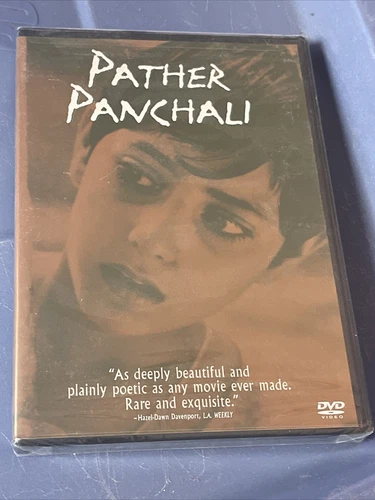 PATHER
PANCHALI
"As deeply beautiful and
plainly poetic as any movie ever made.
Rare and exquisite."
-Hazel-Dawn Davenport, L.A. WEEKLY
DVD
VIDEO